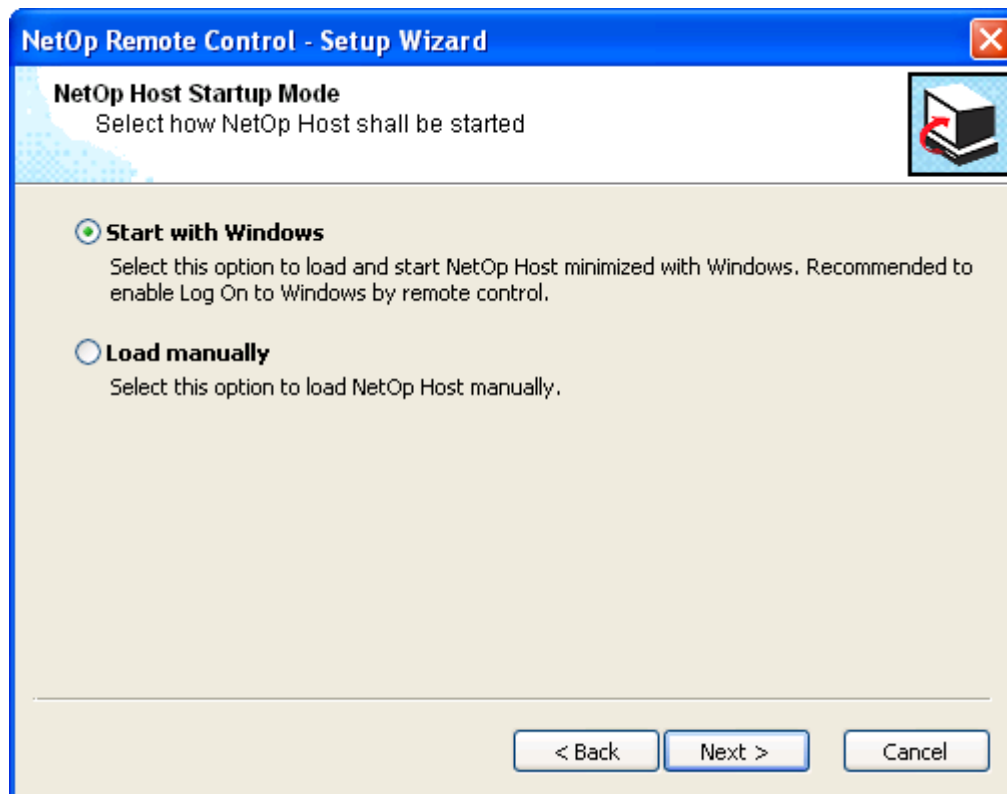 NetOp Remote Control - Setup Wizard
NetOp Host Startup Mode
Select how NetOp Host shall be started
Start with Windows
Select this option to load and start NetOp Host minimized with Windows. Recommended to
enable Log On to Windows by remote control.
Load manually
Select this option to load NetOp Host manually.
< Back
Next >
Cancel